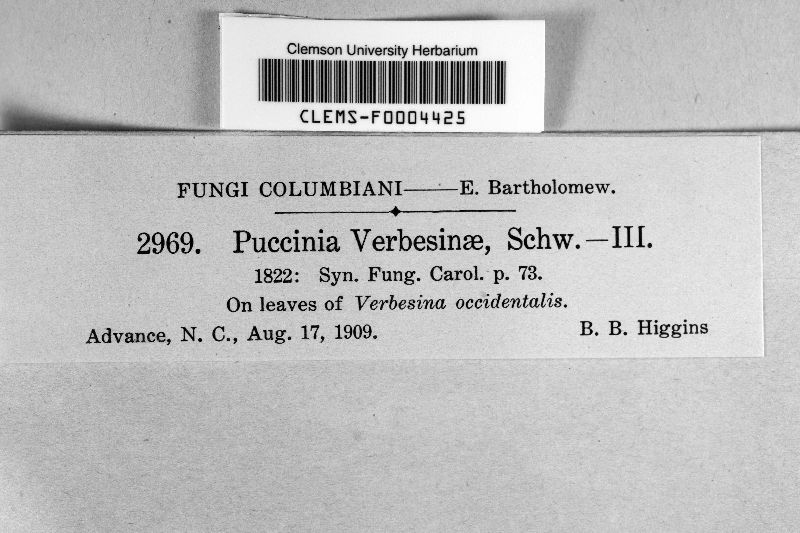 Clemson University Herbarium
CLEMS-F0004425
FUNGI COLUMBIANI——E. Bartholomew.
2969. Puccinia Verbesinæ, Schw.—III.
1822: Syn. Fung. Carol. p. 73.
On leaves of Verbesina occidentalis.
Advance, N. C., Aug. 17, 1909. B. B. Higgins